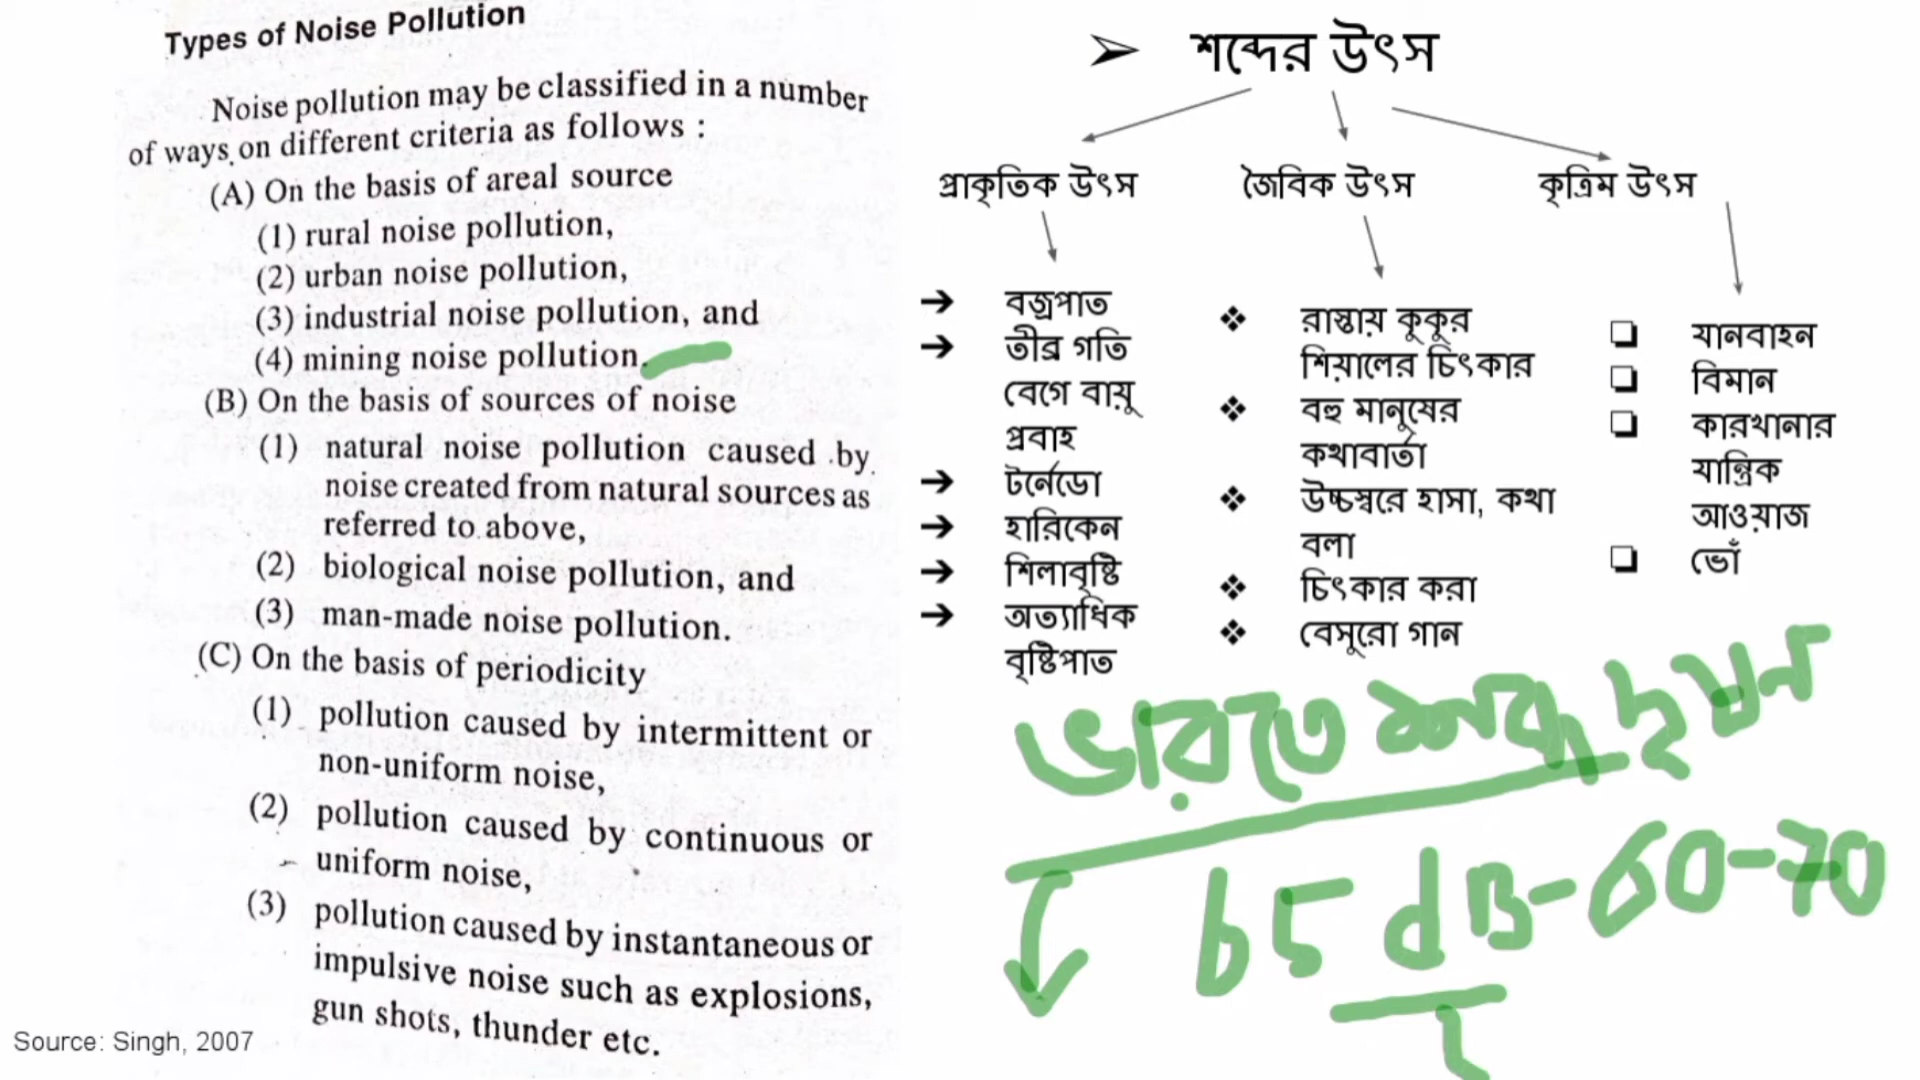 Types of Noise Pollution
Noise pollution may be classified in a number
of ways on different criteria as follows :
(A) On the basis of areal source
(1) rural noise pollution,
(2) urban noise pollution,
(3) industrial noise pollution, and
(4) mining noise pollution.
(B) On the basis of sources of noise
(1) natural noise pollution caused by
noise created from natural sources as
referred to above,
(2) biological noise pollution, and
(3) man-made noise pollution.
(C) On the basis of periodicity
(1) pollution caused by intermittent or
non-uniform noise,
(2) pollution caused by continuous or
uniform noise,
(3) pollution caused by instantaneous or
impulsive noise such as explosions,
gun shots, thunder etc.
Source: Singh, 2007
➢ শব্দের উৎস
প্রাকৃতিক উৎস
➔ বজ্রপাত
➔ তীব্র গতি
বেগে বায়ু
প্রবাহ
➔ টর্নেডো
➔ হারিকেন
➔ শিলাবৃষ্টি
➔ অত্যাধিক
বৃষ্টিপাত
জৈবিক উৎস
❖ রাস্তায় কুকুর
শিয়ালের চিৎকার
❖ বহু মানুষের
কথাবার্তা
❖ উচ্চস্বরে হাসা, কথা
বলা
❖ চিৎকার করা
❖ বেসুরো গান
কৃত্রিম উৎস
❏ যানবাহন
❏ বিমান
❏ কারখানার
যান্ত্রিক
আওয়াজ
❏ ভোঁ
ভারতে শব্দ দূষন
65 dB-60-70